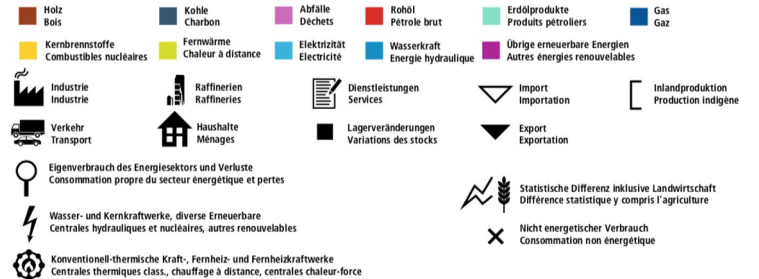 Holz
Bois
Kohle
Charbon
Abfälle
Déchets
Rohöl
Pétrole brut
Erdölprodukte
Produits pétroliers
Gas
Gaz
Kernbrennstoffe
Combustibles nucléaires
Fernwärme
Chaleur à distance
Elektrizität
Electricité
Wasserkraft
Energie hydraulique
Übrige erneuerbare Energien
Autres énergies renouvelables
Industrie
Industrie
Raffinerien
Raffineries
Dienstleistungen
Services
Import
Importation
Inlandproduktion
Production indigène
Verkehr
Transport
Haushalte
Ménages
Lagerveränderungen
Variations des stocks
Export
Exportation
Eigenverbrauch des Energiesektors und Verluste
Consommation propre du secteur énergétique et pertes
Statistische Differenz inklusive Landwirtschaft
Différence statistique y compris l'agriculture
Wasser- und Kernkraftwerke, diverse Erneuerbare
Centrales hydrauliques et nucléaires, autres renouvelables
Nicht energetischer Verbrauch
Consommation non énergétique
Konventionell-thermische Kraft-, Fernheiz- und Fernheizkraftwerke
Centrales thermiques class., chauffage à distance, centrales chaleur-force